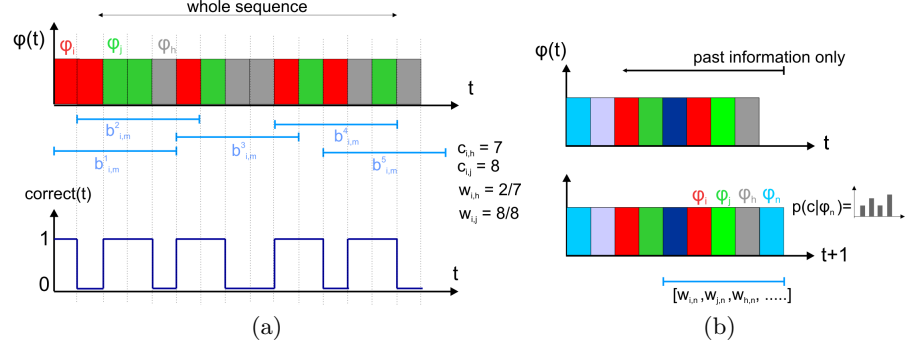 whole sequence
φ(t)
φi
φj
φh
t
b²i,m
b¹i,m
b³i,m
b⁴i,m
b⁵i,m
ci,h = 7
ci,j = 8
wi,h = 2/7
wi,j = 8/8
correct(t)
1
0
t
(a)
φ(t)
past information only
t
φi
φj
φh
φn
p(c|φn)=
t+1
[wi,n,wj,n,wh,n, .....]
(b)